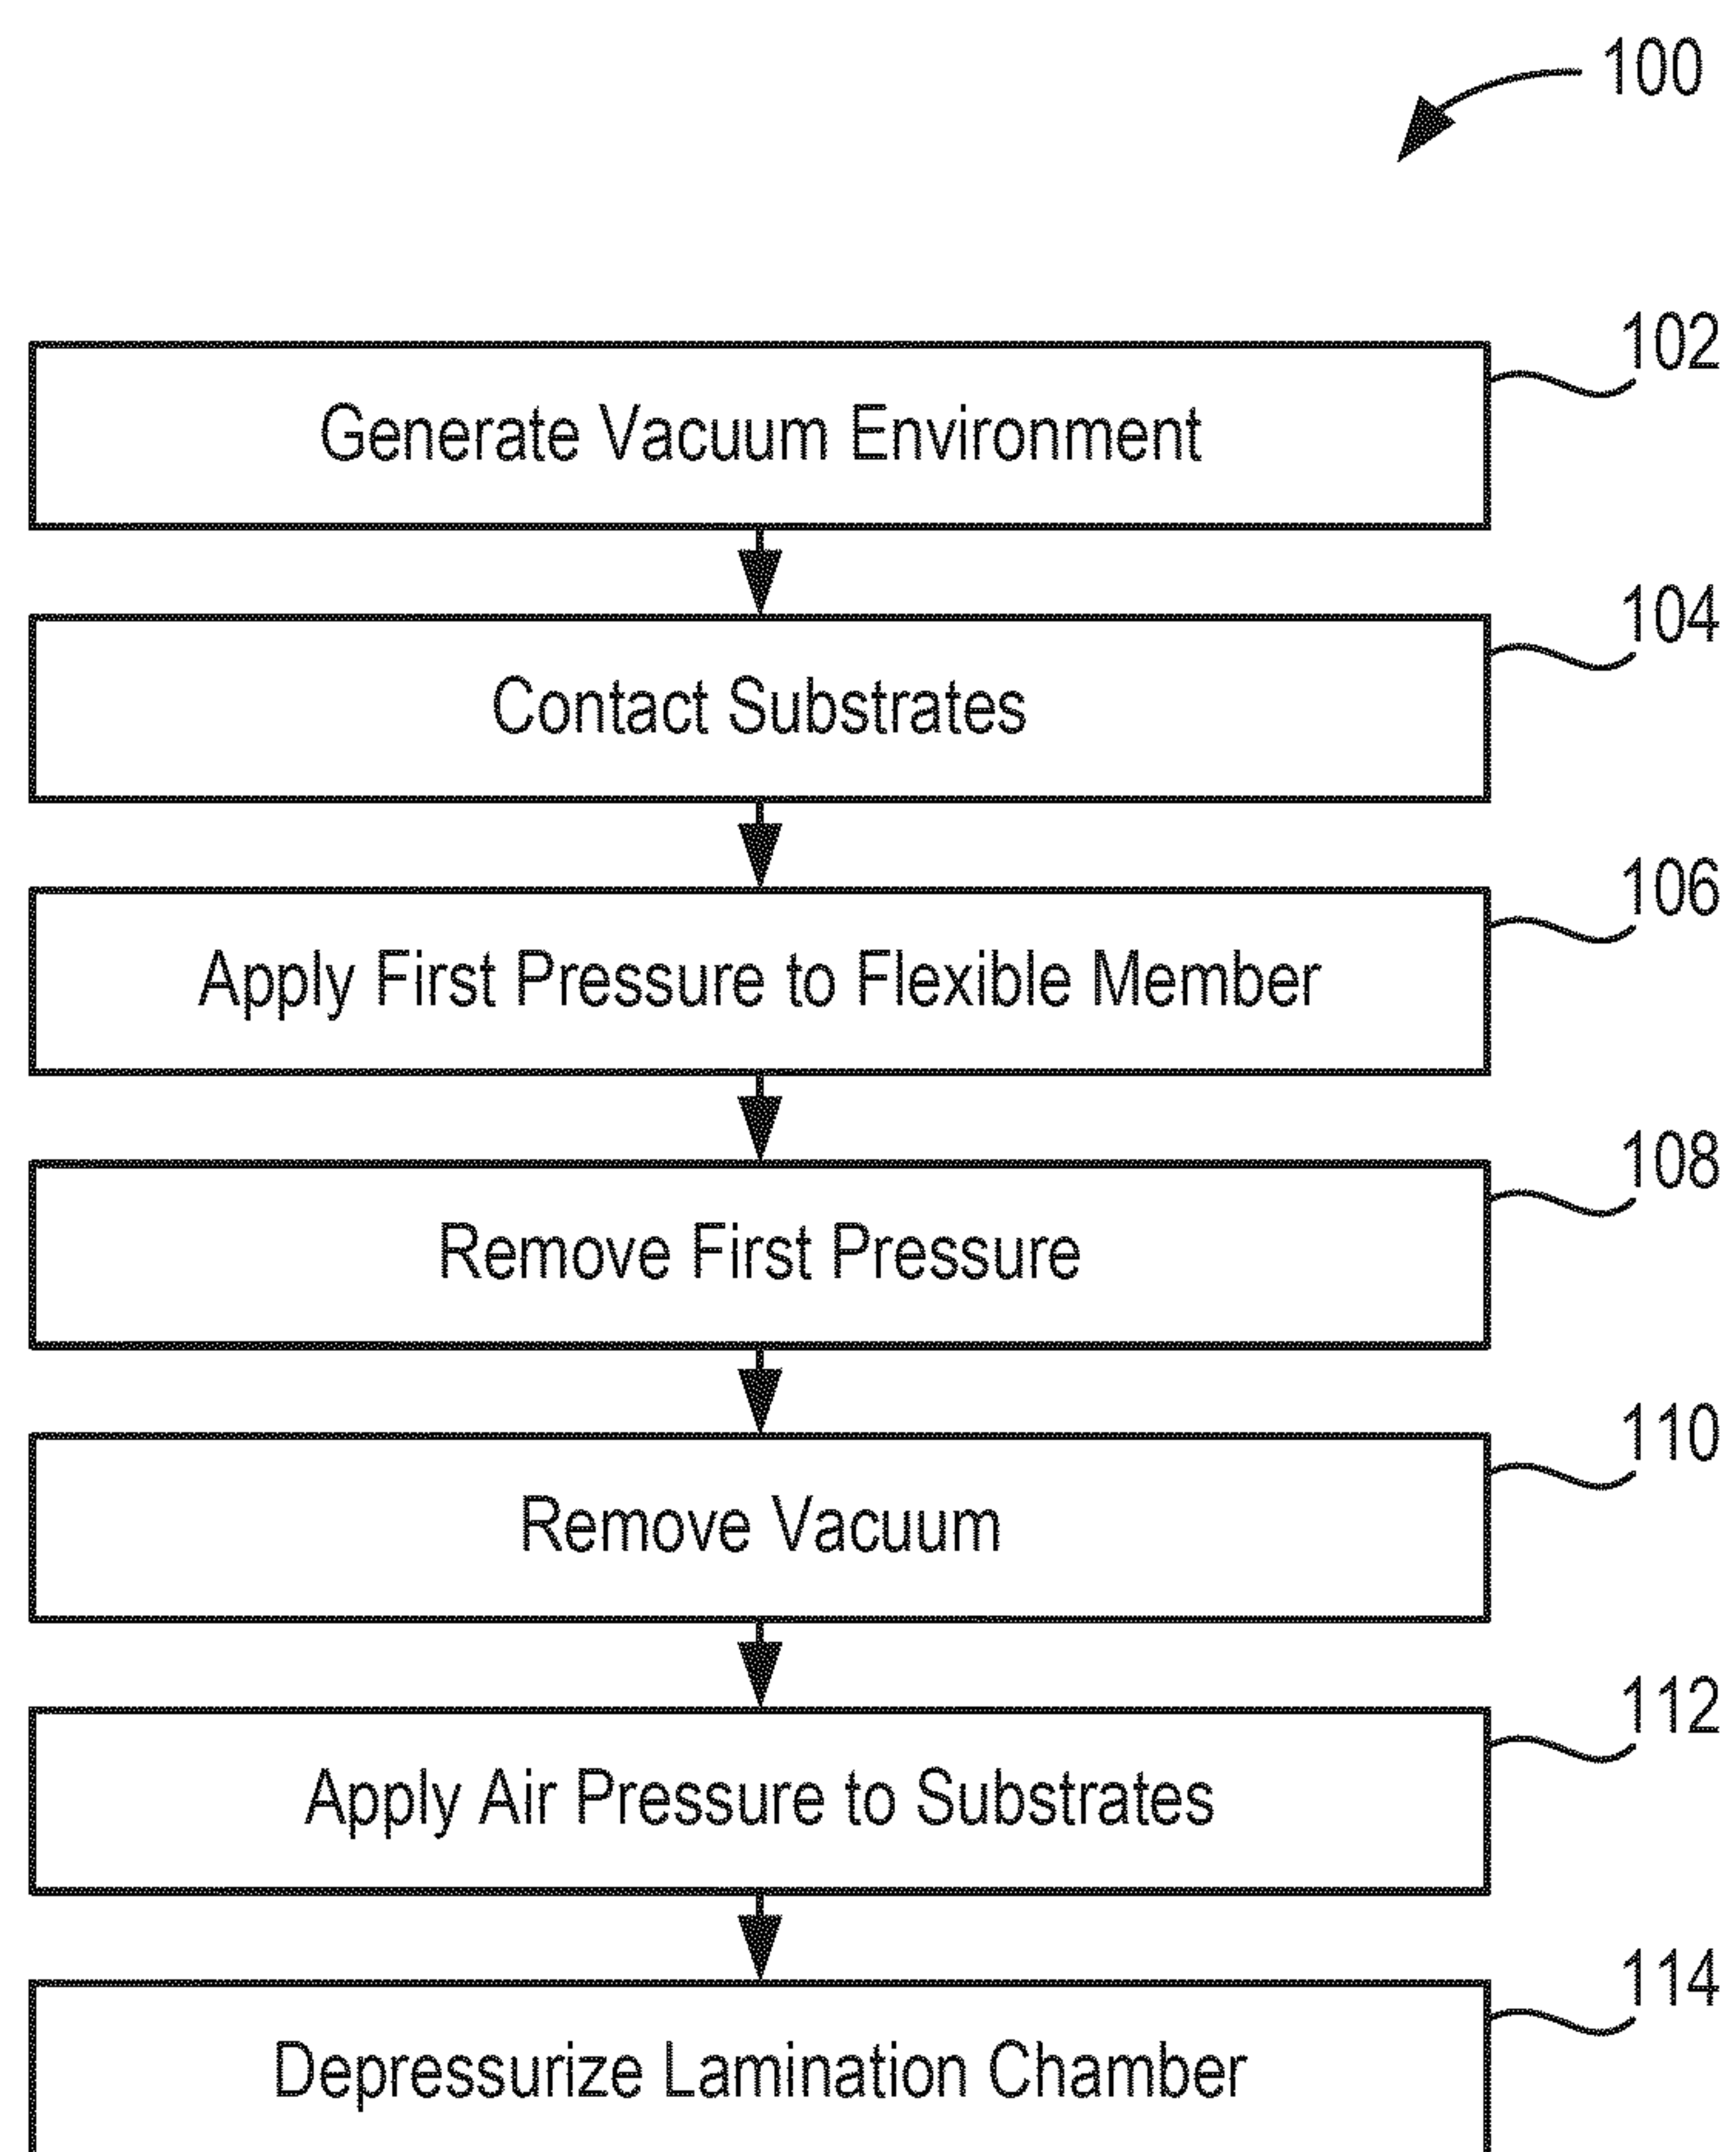 100
102
Generate Vacuum Environment
104
Contact Substrates
106
Apply First Pressure to Flexible Member
108
Remove First Pressure
110
Remove Vacuum
112
Apply Air Pressure to Substrates
114
Depressurize Lamination Chamber